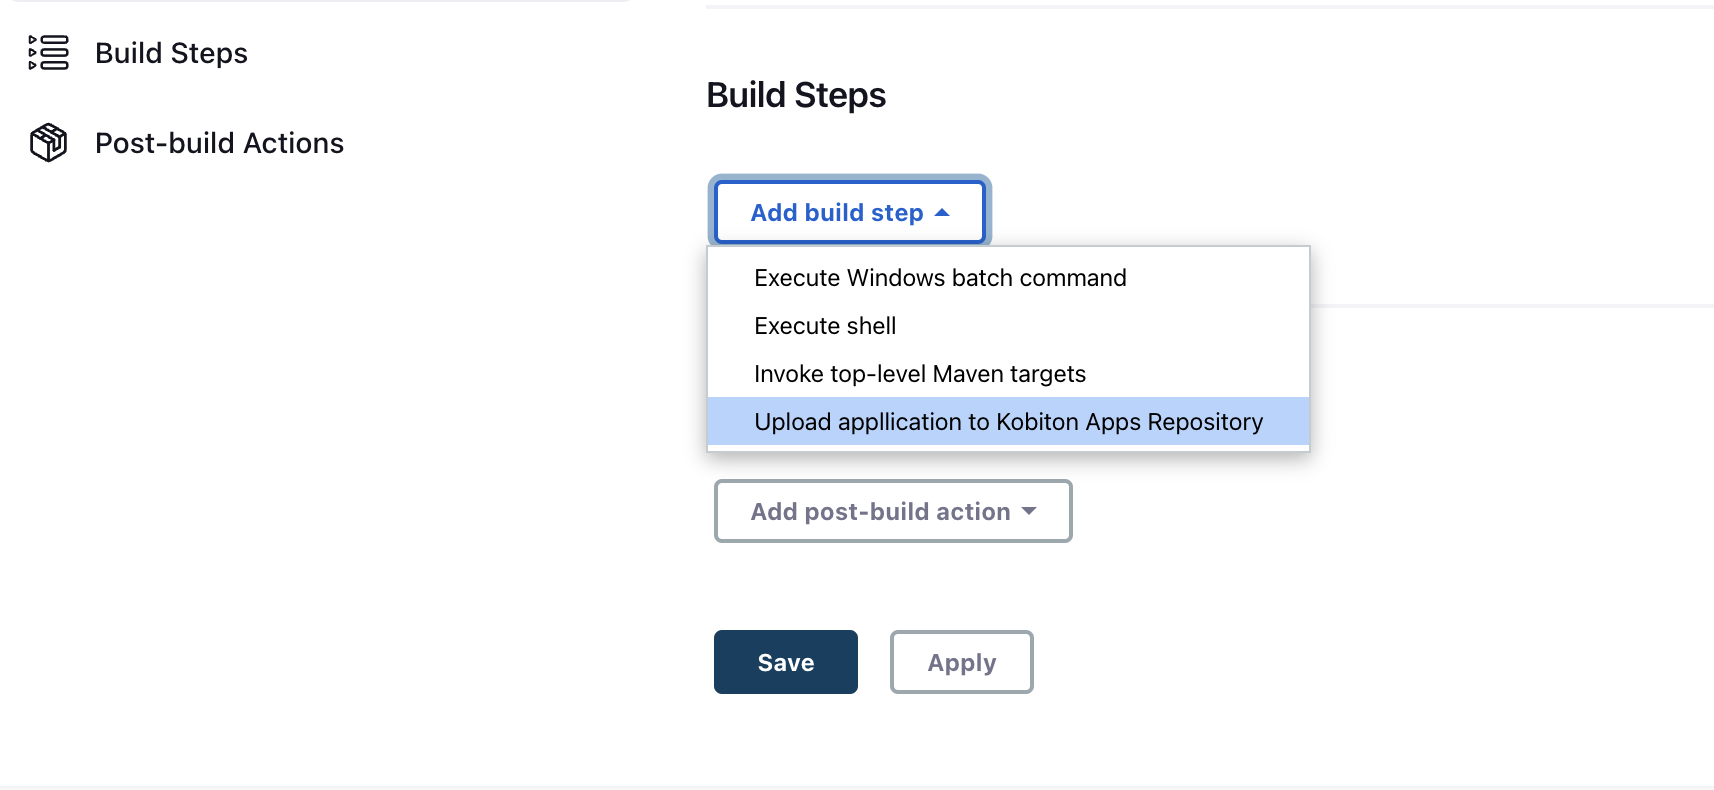 Build Steps
Post-build Actions
Build Steps
Add build step
Execute Windows batch command
Execute shell
Invoke top-level Maven targets
Upload appllication to Kobiton Apps Repository
Add post-build action
Save
Apply